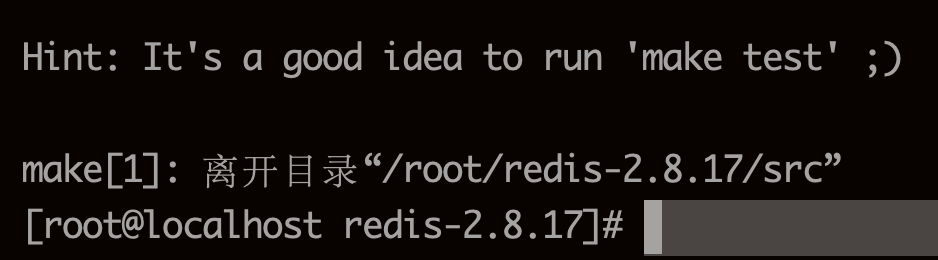 Hint: It's a good idea to run 'make test' ;)
make[1]: 离开目录“/root/redis-2.8.17/src”
[root@localhost redis-2.8.17]#